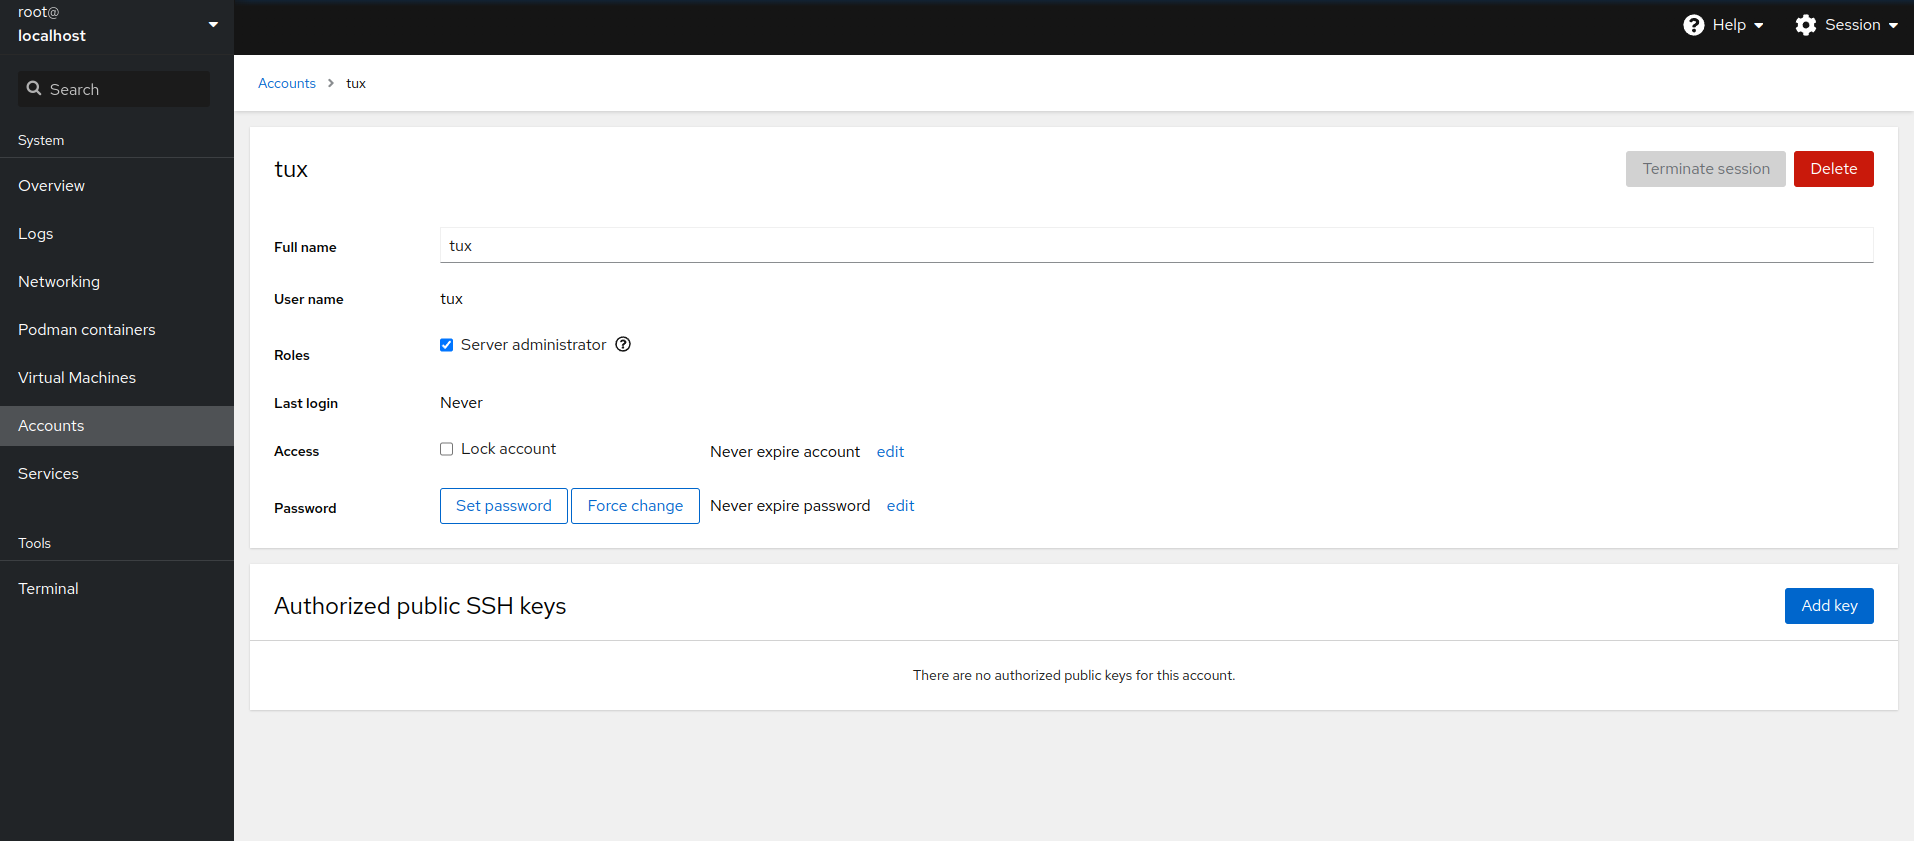 root@
localhost
Help
Session
Search
Accounts > tux
System
Overview
Logs
Networking
Podman containers
Virtual Machines
Accounts
Services
Tools
Terminal
tux
Terminate session
Delete
Full name
tux
User name
tux
Roles
Server administrator
Last login
Never
Access
Lock account
Never expire account
edit
Password
Set password
Force change
Never expire password
edit
Authorized public SSH keys
Add key
There are no authorized public keys for this account.